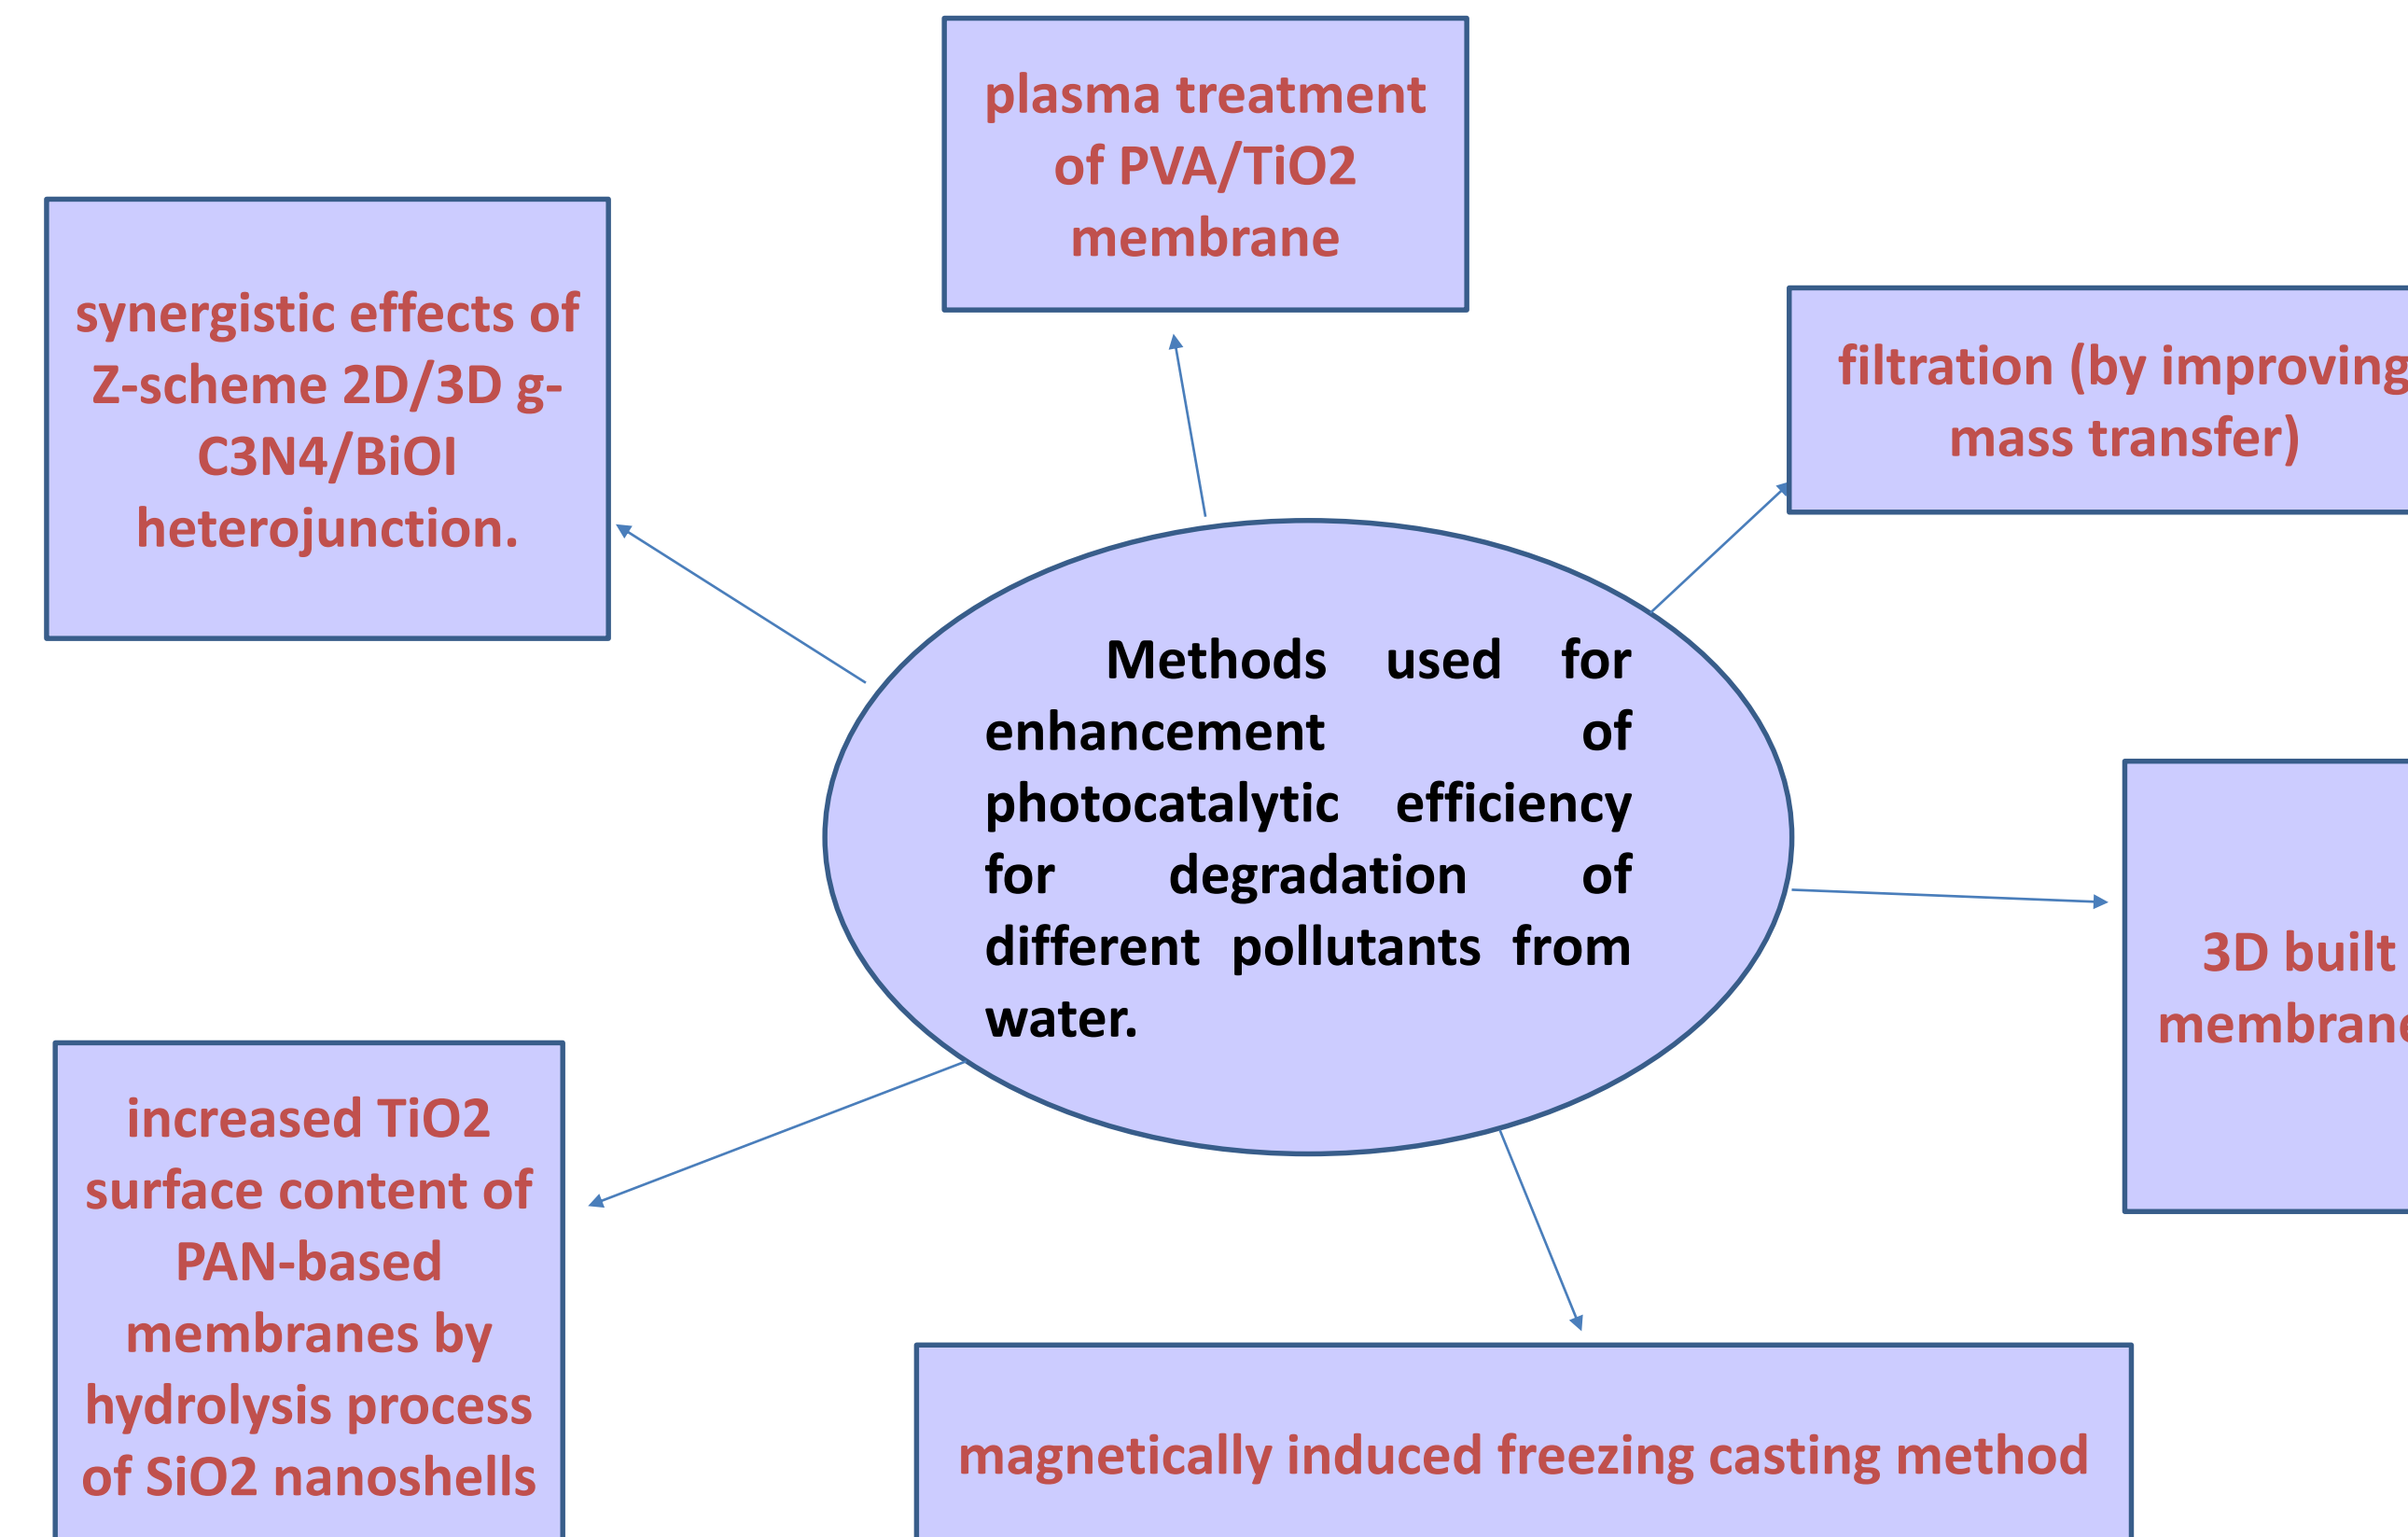 plasma treatment
of PVA/TiO2
membrane
synergistic effects of
Z-scheme 2D/3D g-
C3N4/BiOI
heterojunction.
filtration (by improving
mass transfer)
Methods used for
enhancement of
photocatalytic efficiency
for degradation of
different pollutants from
water.
3D built
membrane
increased TiO2
surface content of
PAN-based
membranes by
hydrolysis process
of SiO2 nanoshells
magnetically induced freezing casting method